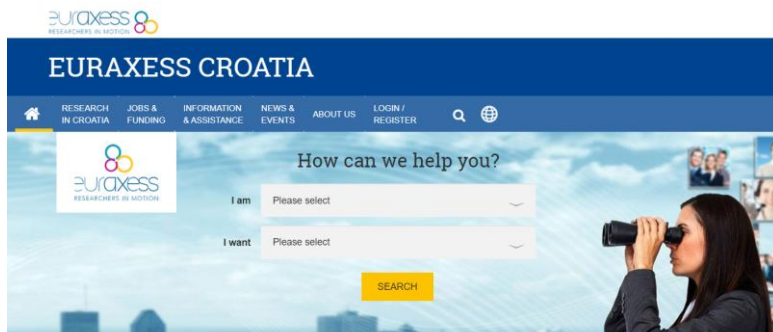 euraxess
RESEARCHERS IN MOTION
EURAXESS CROATIA
RESEARCH IN CROATIA
JOBS & FUNDING
INFORMATION & ASSISTANCE
NEWS & EVENTS
ABOUT US
LOGIN / REGISTER
euraxess
RESEARCHERS IN MOTION
How can we help you?
I am
Please select
I want
Please select
SEARCH